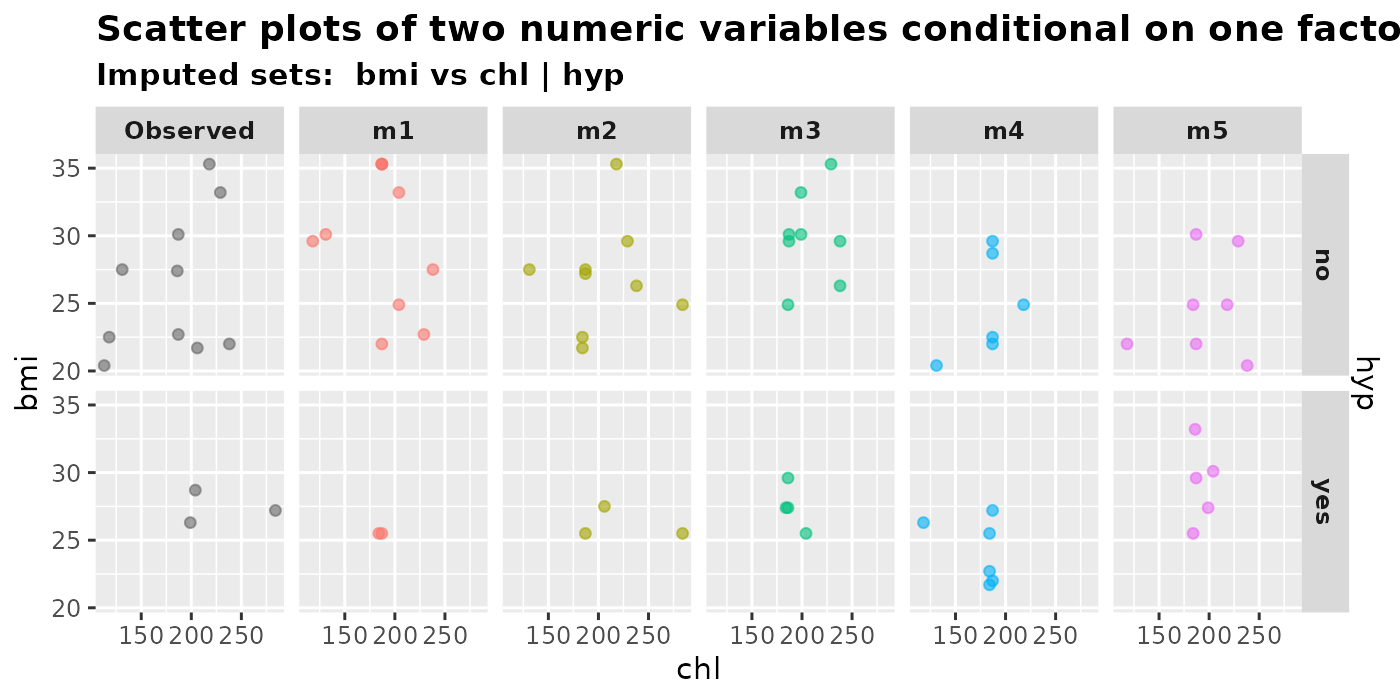 Scatter plots of two numeric variables conditional on one facto
Imputed sets:  bmi vs chl | hyp
Observed m1 m2 m3 m4 m5
35
30
25
20
no
35
30
25
20
yes
bmi
hyp
150 200 250 150 200 250 150 200 250 150 200 250 150 200 250 150 200 250
chl